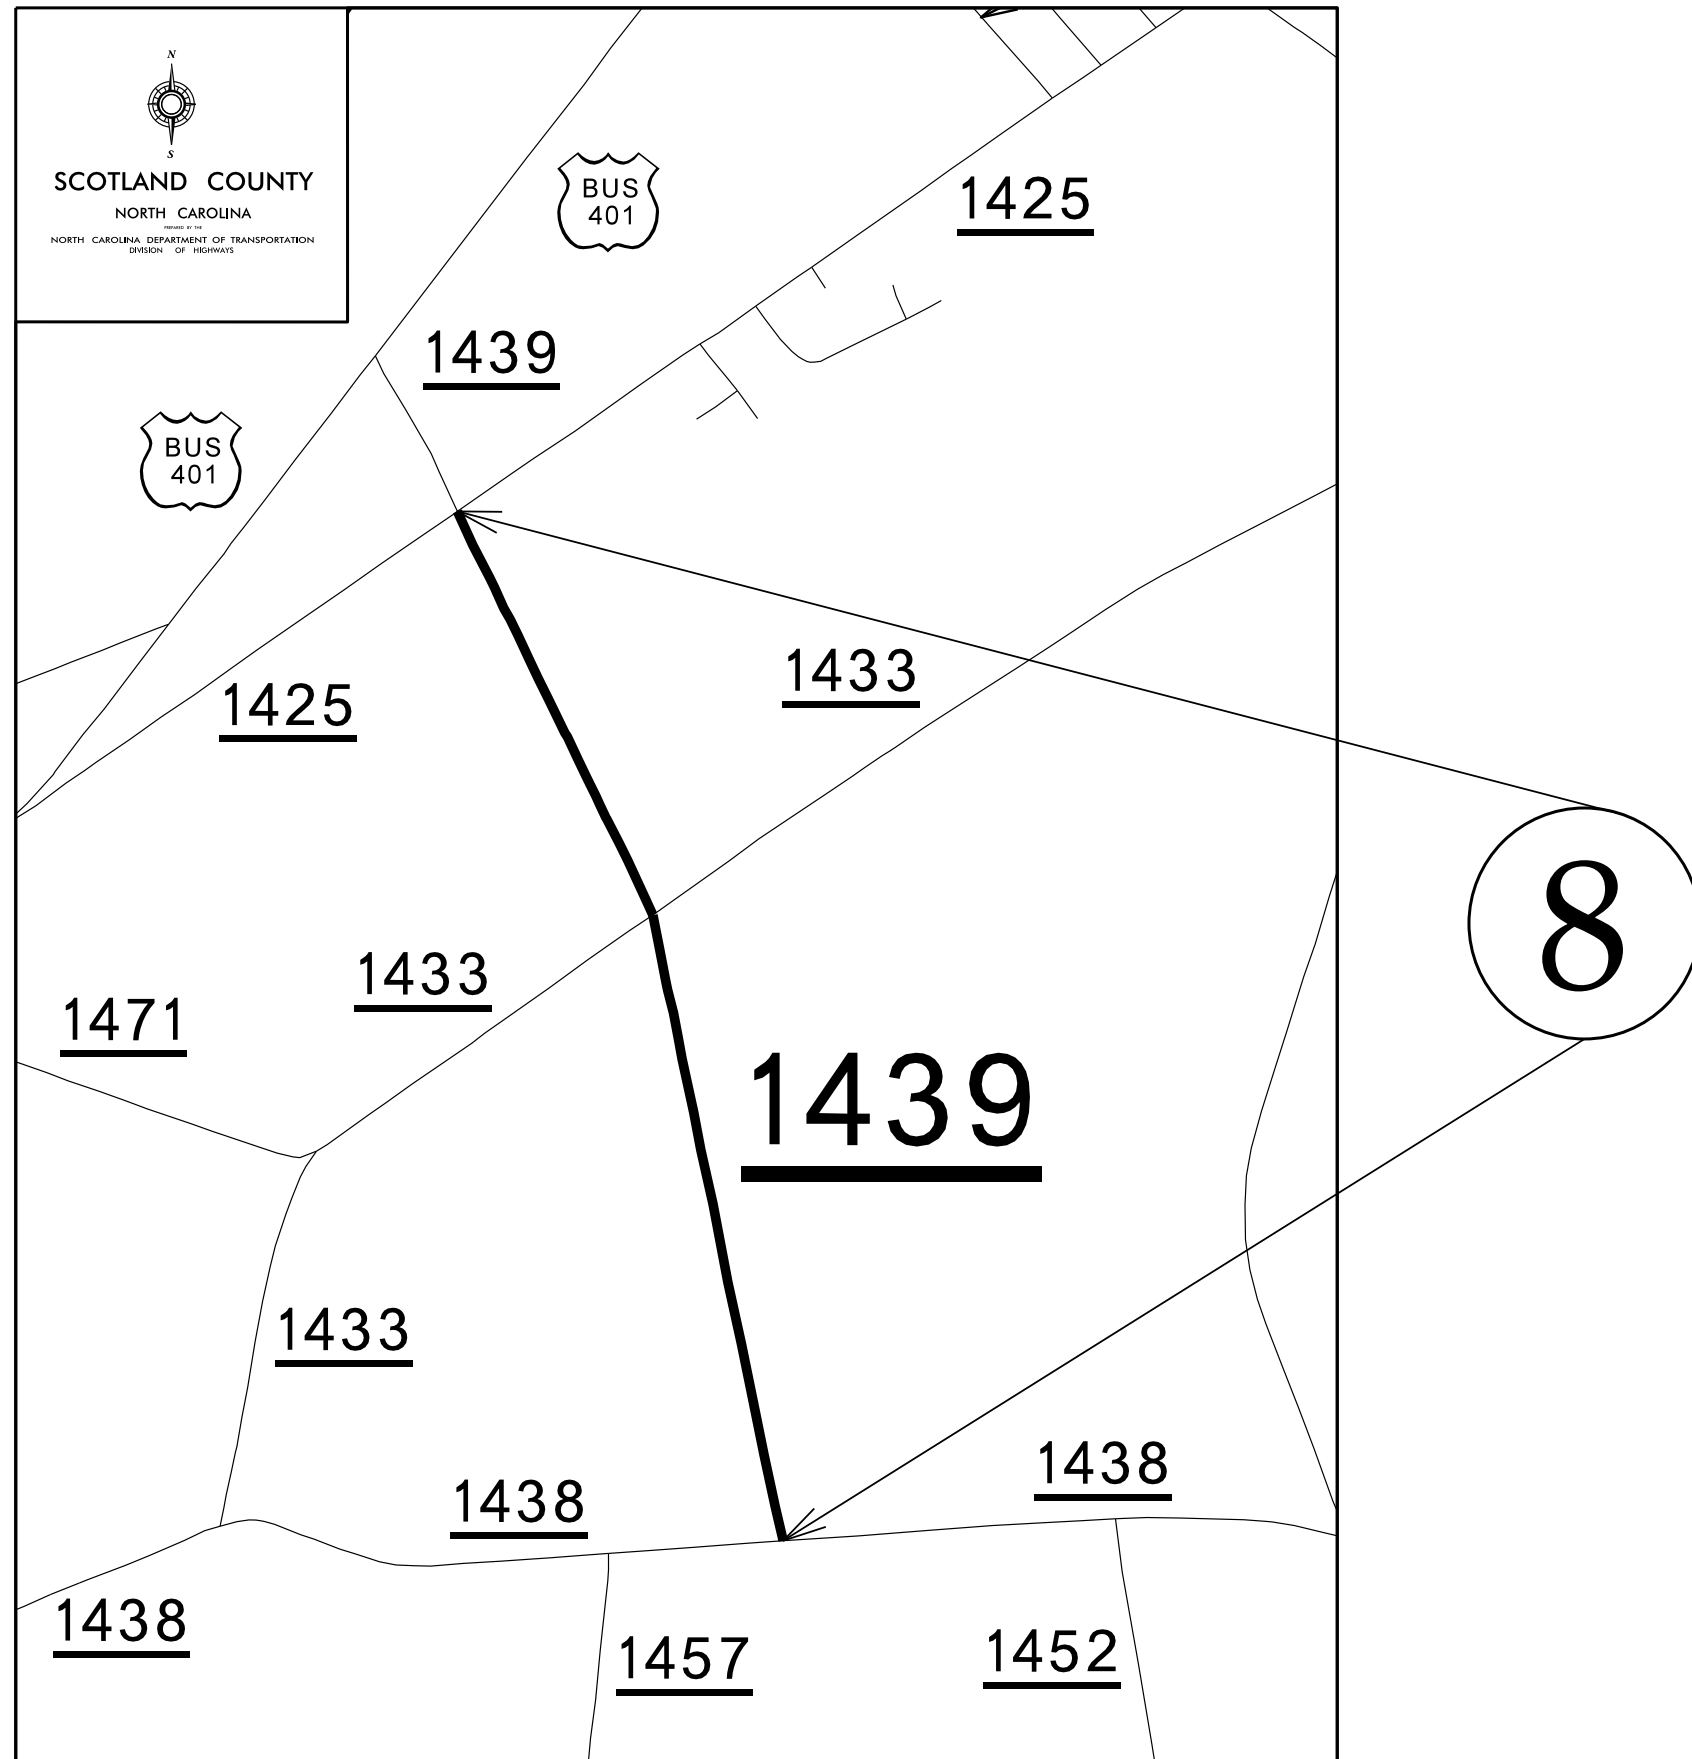 N
S
SCOTLAND COUNTY
NORTH CAROLINA
PREPARED BY THE
NORTH CAROLINA DEPARTMENT OF TRANSPORTATION
DIVISION OF HIGHWAYS
BUS
401
1425
1439
BUS
401
1433
1425
8
1433
1471
1439
1433
1438
1438
1438
1457
1452